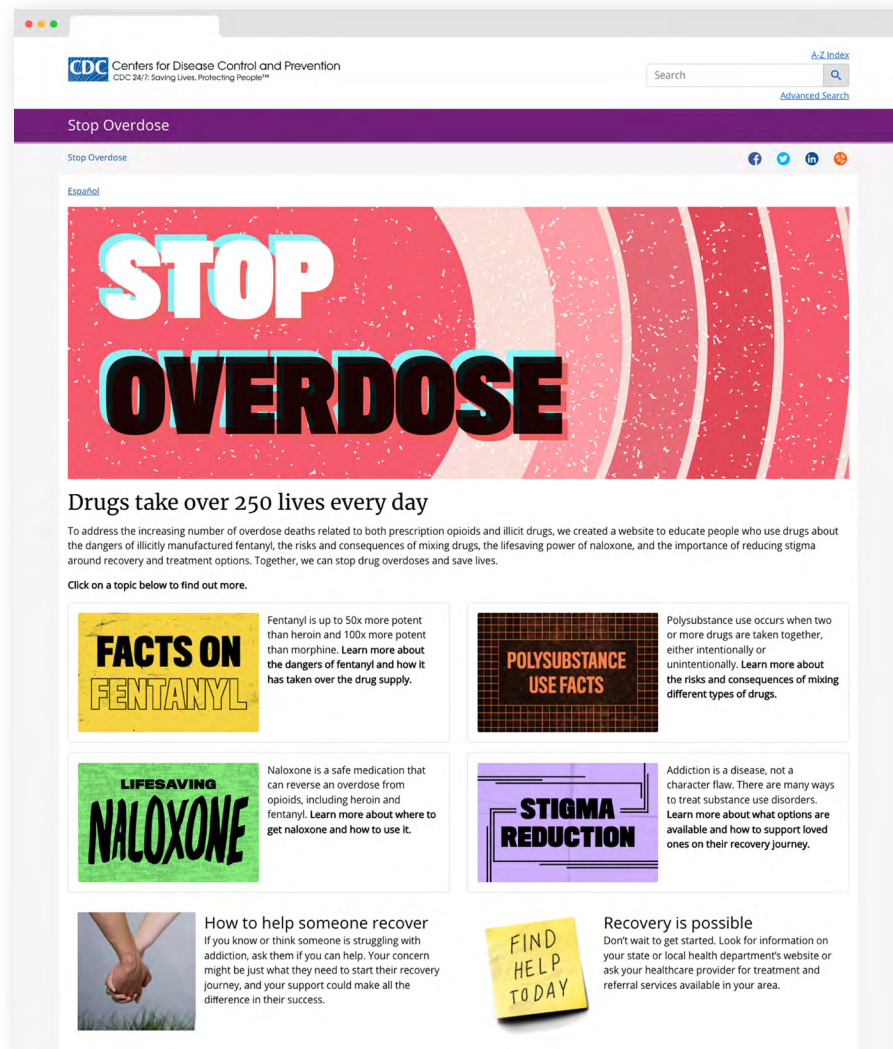 CDC Centers for Disease Control and Prevention
CDC 24/7: Saving Lives, Protecting People™
A-Z Index
Search
Advanced Search
Stop Overdose
Stop Overdose
Español
STOP
OVERDOSE
Drugs take over 250 lives every day
To address the increasing number of overdose deaths related to both prescription opioids and illicit drugs, we created a website to educate people who use drugs about
the dangers of illicitly manufactured fentanyl, the risks and consequences of mixing drugs, the lifesaving power of naloxone, and the importance of reducing stigma
around recovery and treatment options. Together, we can stop drug overdoses and save lives.
Click on a topic below to find out more.
FACTS ON
FENTANYL
Fentanyl is up to 50x more potent
than heroin and 100x more potent
than morphine. Learn more about
the dangers of fentanyl and how it
has taken over the drug supply.
POLYSUBSTANCE
USE FACTS
Polysubstance use occurs when two
or more drugs are taken together,
either intentionally or
unintentionally. Learn more about
the risks and consequences of mixing
different types of drugs.
LIFESAVING
NALOXONE
Naloxone is a safe medication that
can reverse an overdose from
opioids, including heroin and
fentanyl. Learn more about where to
get naloxone and how to use it.
STIGMA
REDUCTION
Addiction is a disease, not a
character flaw. There are many ways
to treat substance use disorders.
Learn more about what options are
available and how to support loved
ones on their recovery journey.
How to help someone recover
If you know or think someone is struggling with
addiction, ask them if you can help. Your concern
might be just what they need to start their recovery
journey, and your support could make all the
difference in their success.
FIND
HELP
TODAY
Recovery is possible
Don't wait to get started. Look for information on
your state or local health department's website or
ask your healthcare provider for treatment and
referral services available in your area.